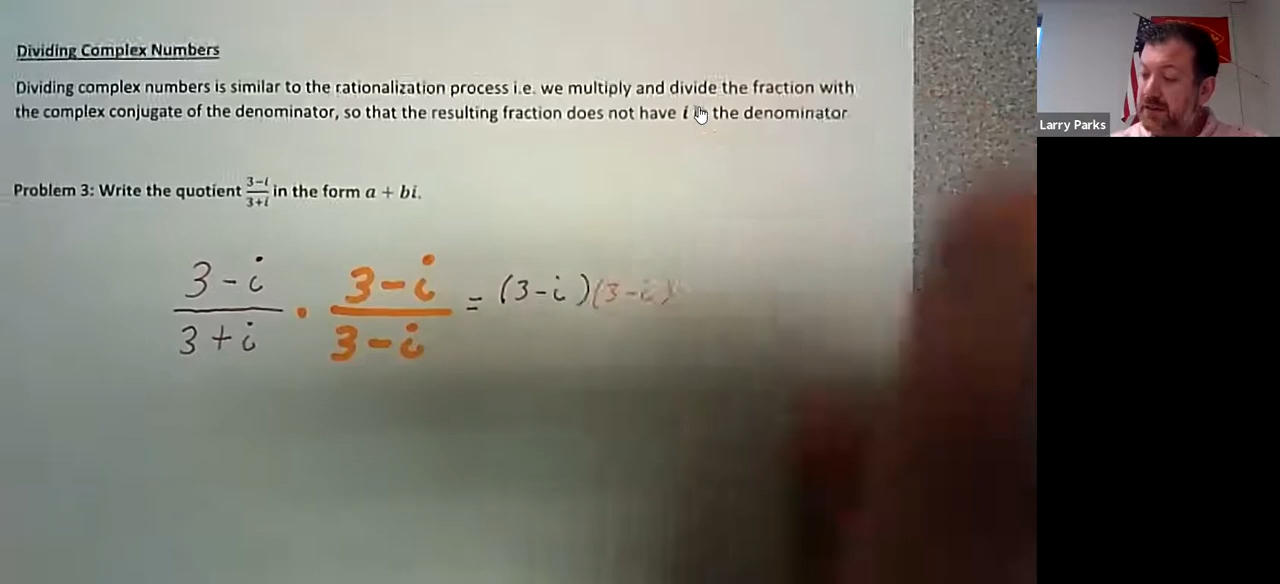 Dividing Complex Numbers
Dividing complex numbers is similar to the rationalization process i.e. we multiply and divide the fraction with
the complex conjugate of the denominator, so that the resulting fraction does not have i the denominator
Problem 3: Write the quotient 3-i/3+i in the form a + bi.
3-i/3+i · 3-i/3-i = (3-i)(3-i)
Larry Parks